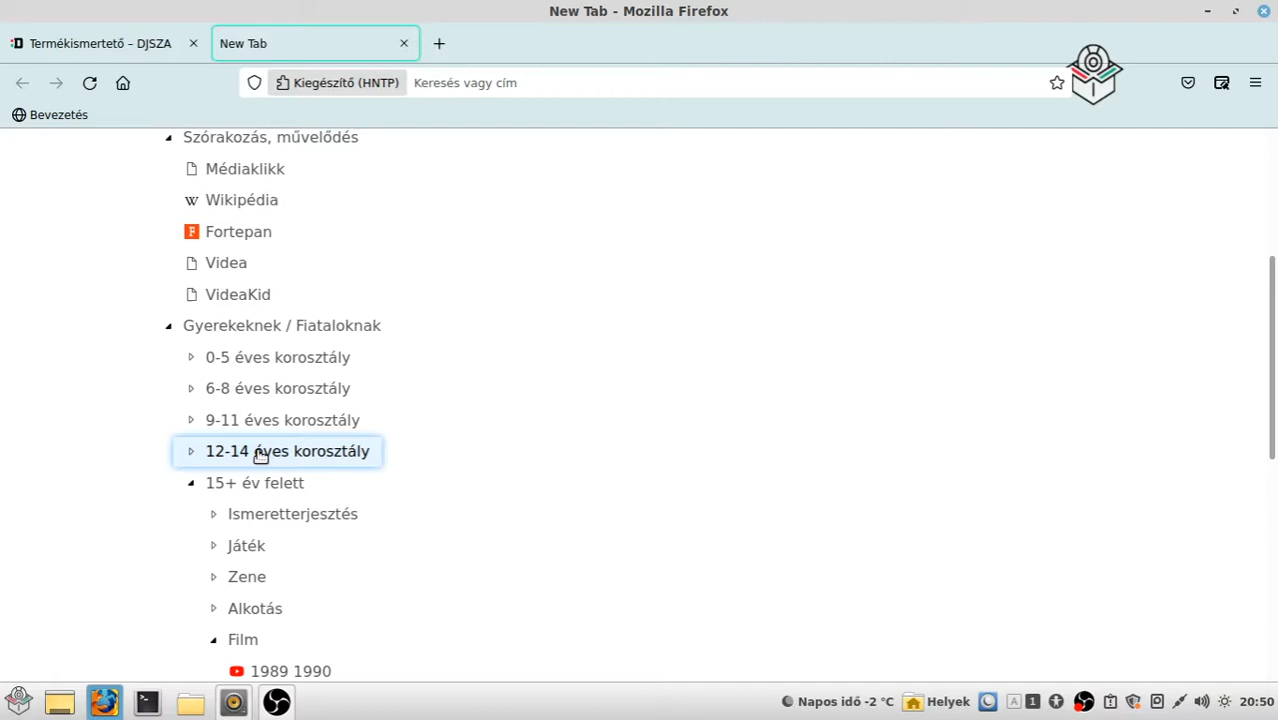 New Tab - Mozilla Firefox
Termékismertető – DJSZA
New Tab
Kiegészítő (HNTP)
Keresés vagy cím
Bevezetés
Szórakozás, művelődés
Médiaklikk
W Wikipédia
F Fortepan
Videa
VideaKid
Gyerekeknek / Fiataloknak
0-5 éves korosztály
6-8 éves korosztály
9-11 éves korosztály
12-14 éves korosztály
15+ év felett
Ismeretterjesztés
Játék
Zene
Alkotás
Film
1989 1990
Napos idő -2 °C
Helyek
A
1
20:50